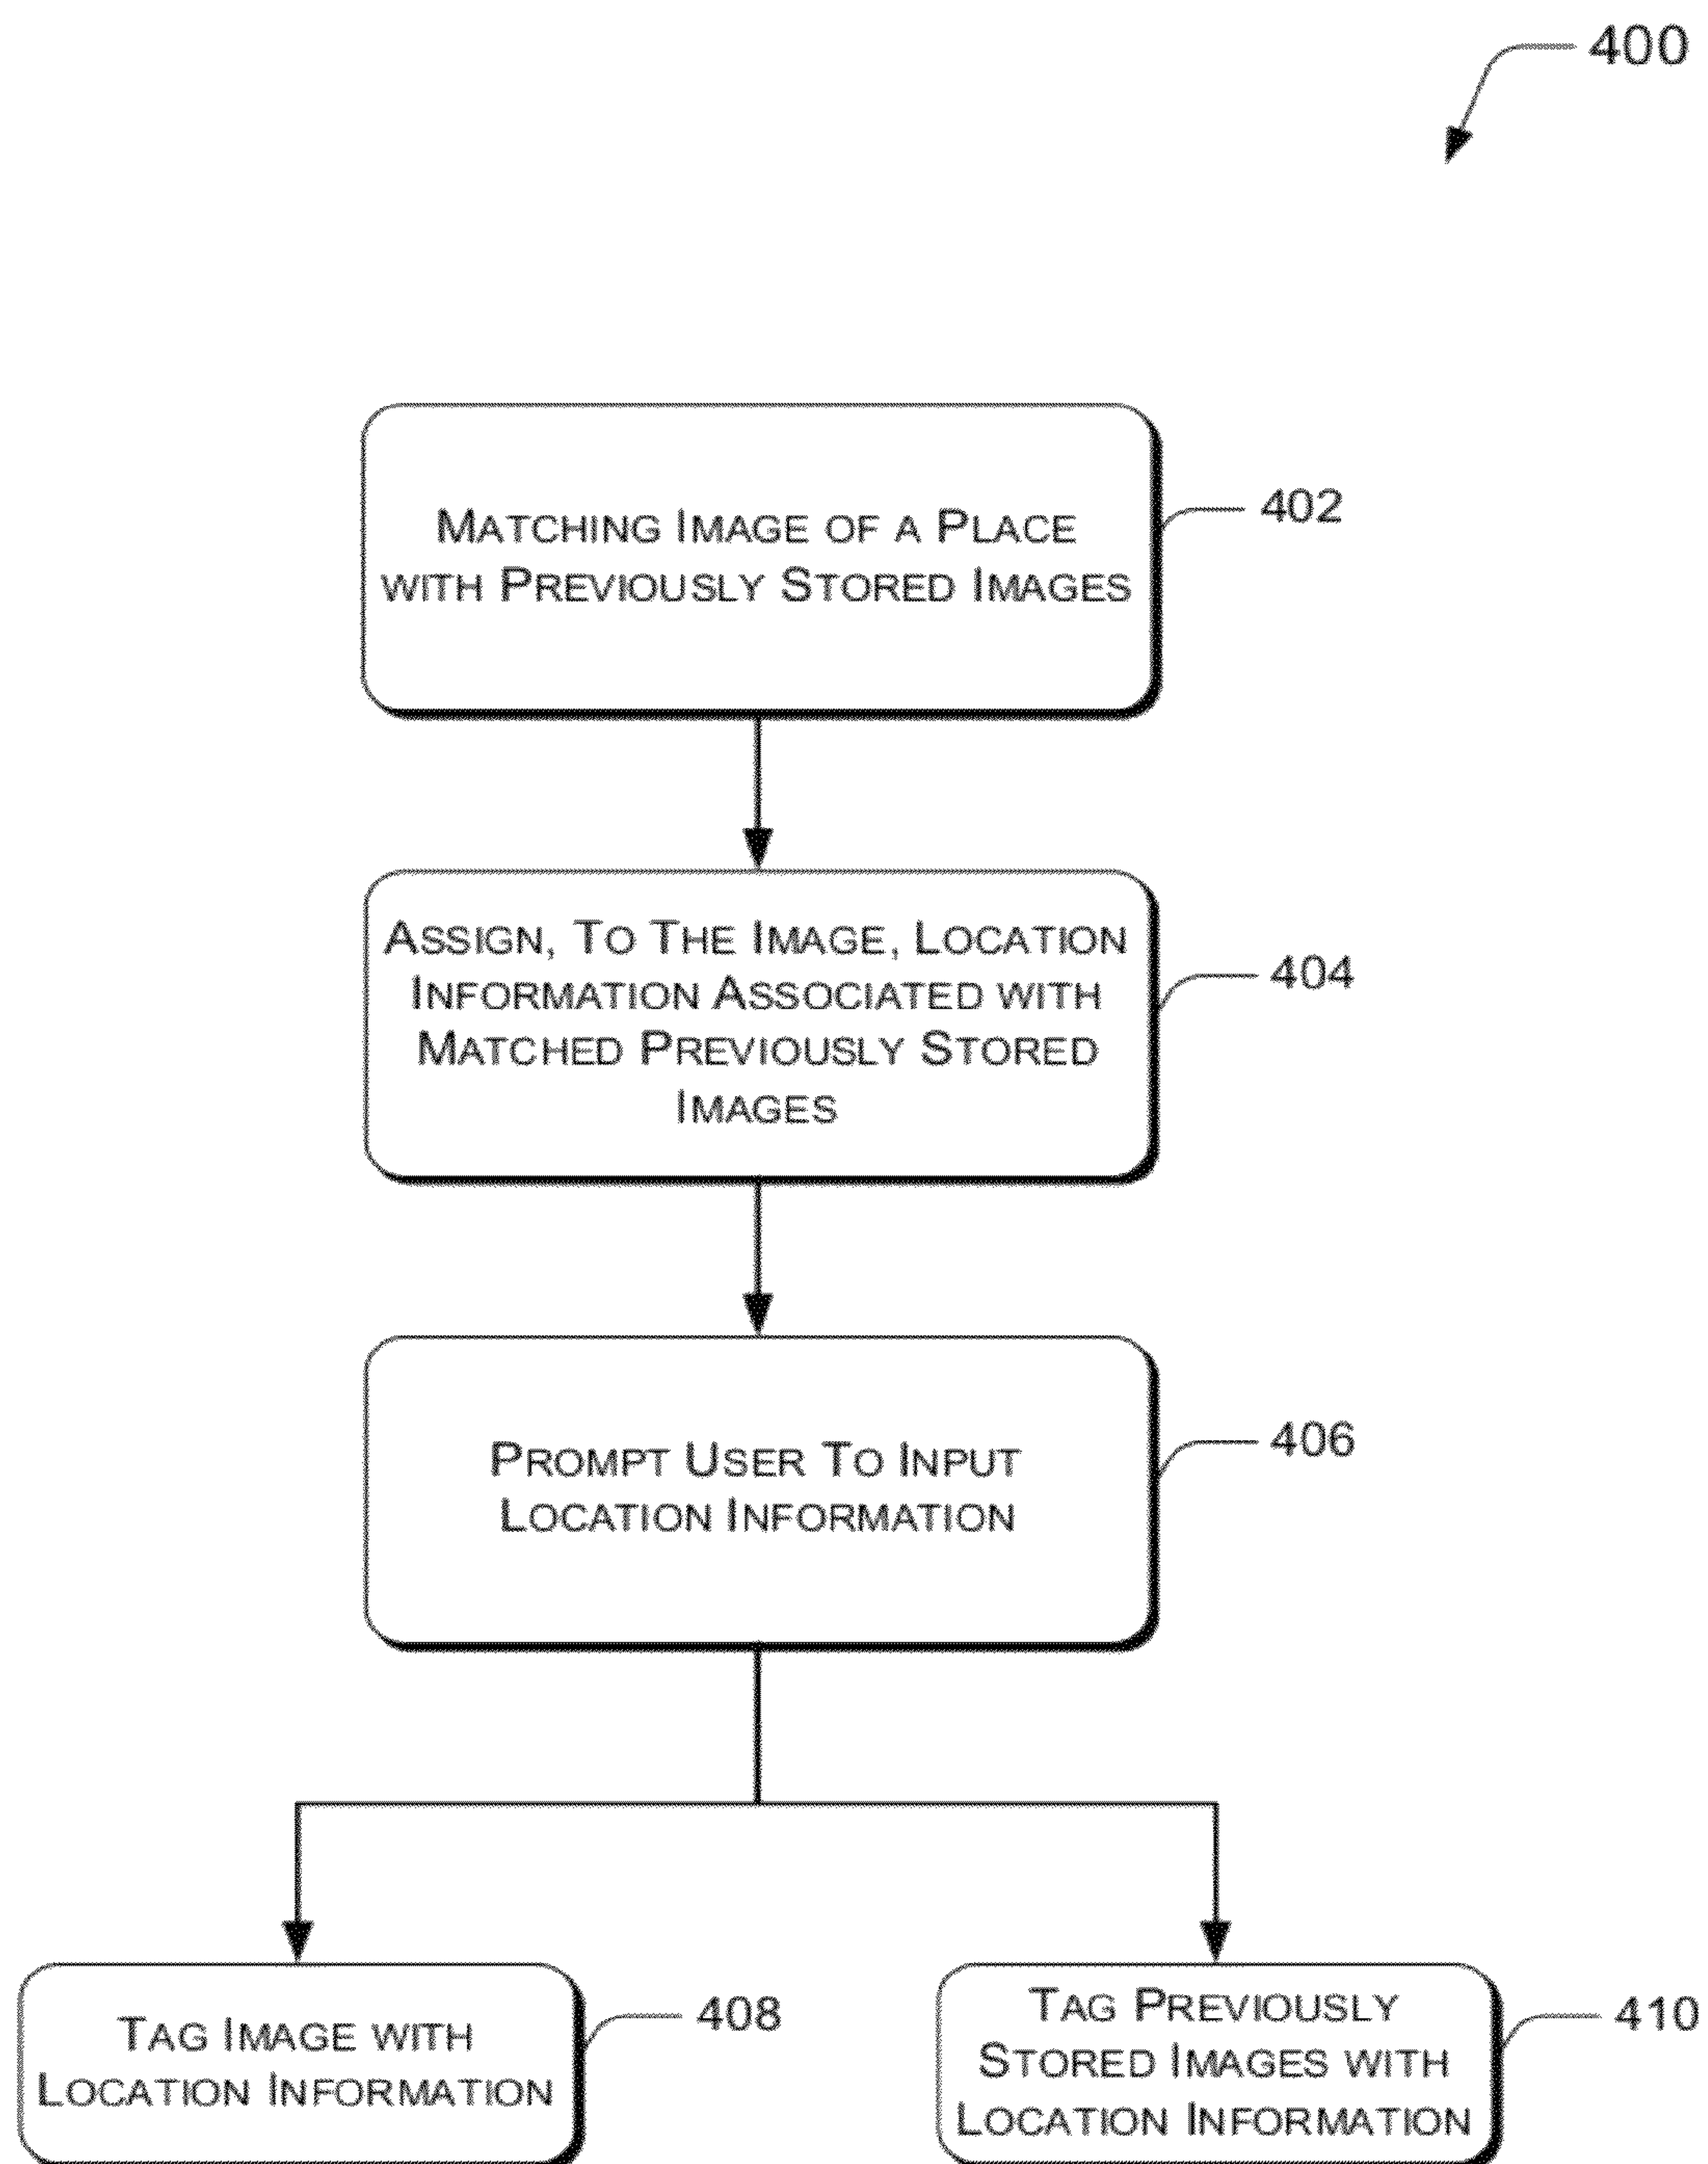 400
MATCHING IMAGE OF A PLACE
WITH PREVIOUSLY STORED IMAGES
402
ASSIGN, TO THE IMAGE, LOCATION
INFORMATION ASSOCIATED WITH
MATCHED PREVIOUSLY STORED
IMAGES
404
PROMPT USER TO INPUT
LOCATION INFORMATION
406
TAG IMAGE WITH
LOCATION INFORMATION
408
TAG PREVIOUSLY
STORED IMAGES WITH
LOCATION INFORMATION
410